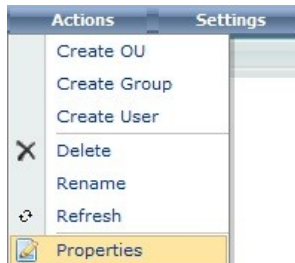 Actions Settings
Create OU
Create Group
Create User
Delete
Rename
Refresh
Properties